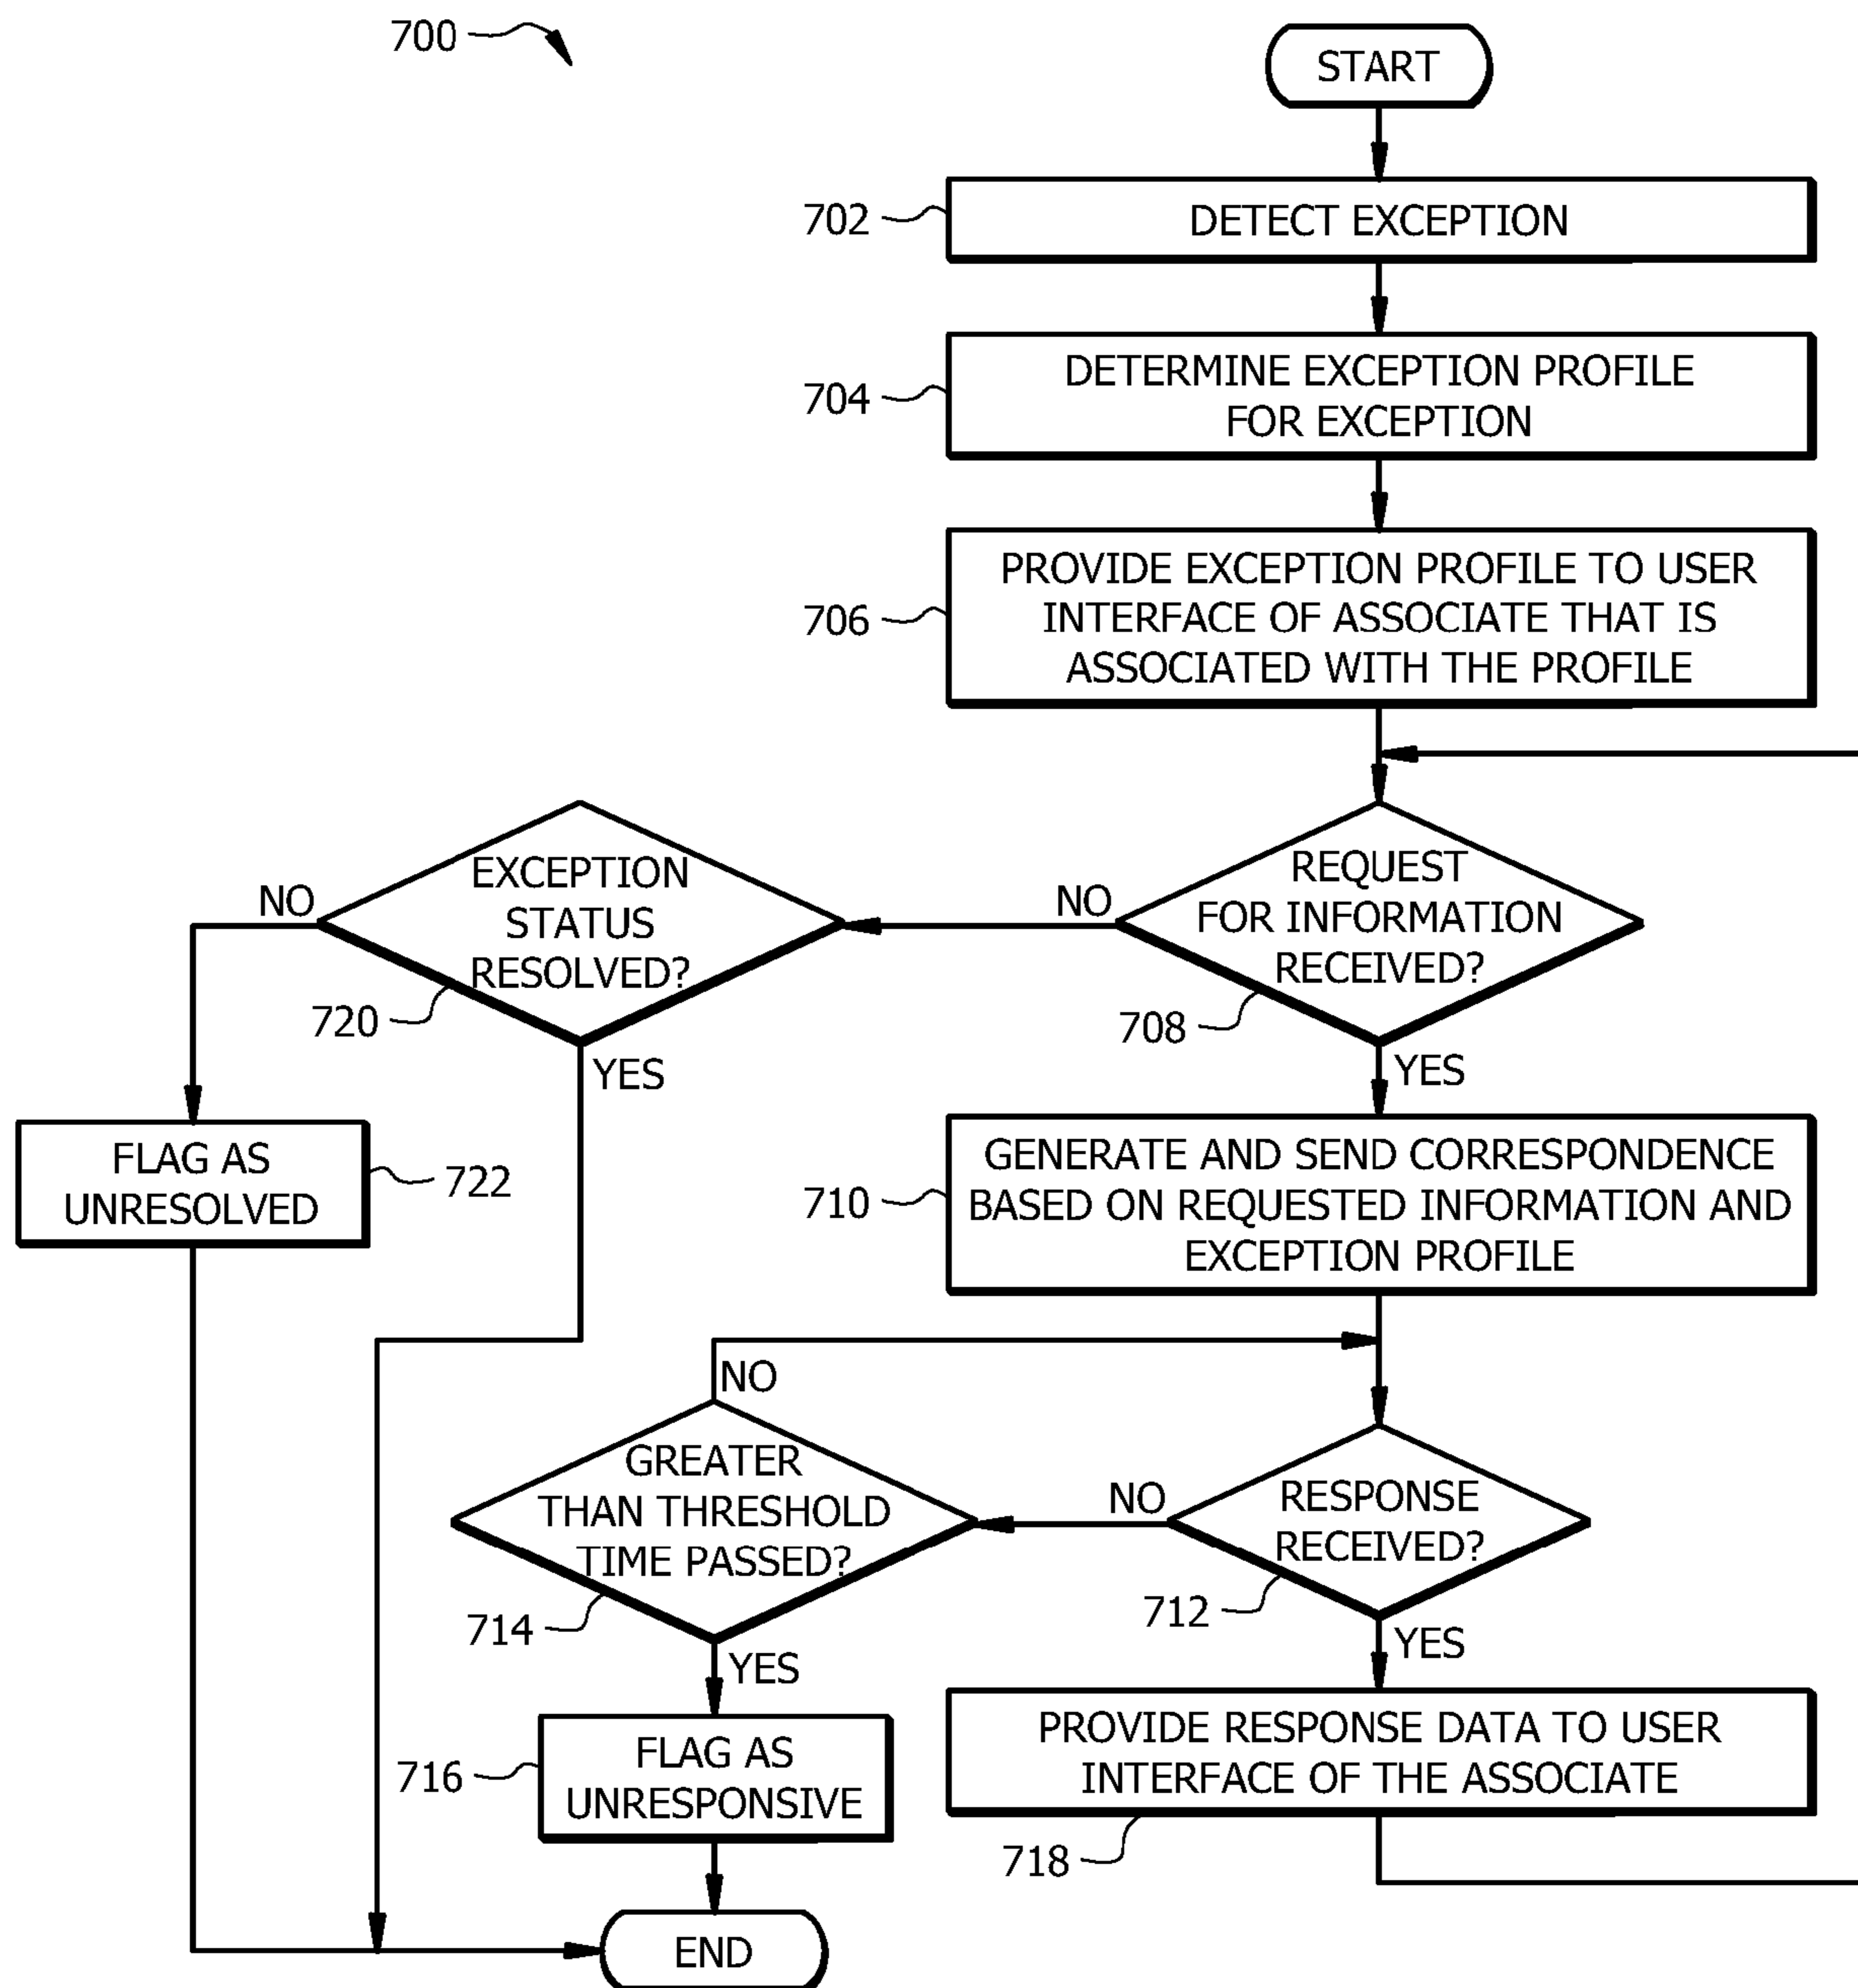 700
START
702
DETECT EXCEPTION
704
DETERMINE EXCEPTION PROFILE
FOR EXCEPTION
706
PROVIDE EXCEPTION PROFILE TO USER
INTERFACE OF ASSOCIATE THAT IS
ASSOCIATED WITH THE PROFILE
REQUEST
FOR INFORMATION
RECEIVED?
708
NO
YES
EXCEPTION
STATUS
RESOLVED?
720
NO
YES
FLAG AS
UNRESOLVED
722
710
GENERATE AND SEND CORRESPONDENCE
BASED ON REQUESTED INFORMATION AND
EXCEPTION PROFILE
RESPONSE
RECEIVED?
712
NO
YES
GREATER
THAN THRESHOLD
TIME PASSED?
714
NO
YES
716
FLAG AS
UNRESPONSIVE
PROVIDE RESPONSE DATA TO USER
INTERFACE OF THE ASSOCIATE
718
END